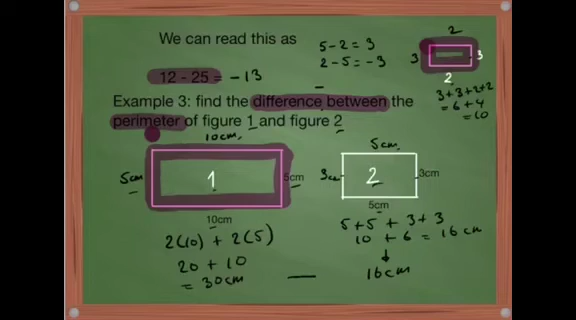 We can read this as
5-2=3
2-5=-3
12 - 25 = -13
2
3
3
2
3+3+2+2
= 6+4
= 10
Example 3: find the difference between the
perimeter of figure 1 and figure 2
10cm
5cm
1
5cm
10cm
2(10) + 2(5)
20 + 10
= 30cm
5cm
3cm
2
3cm
5cm
5+5 + 3+3
10 + 6 = 16cm
16cm